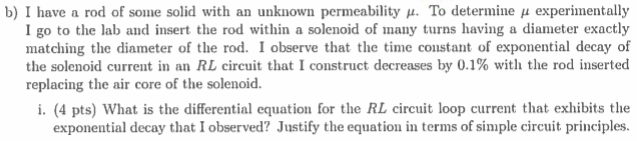 b) I have a rod of some solid with an unknown permeability μ. To determine μ experimentally
I go to the lab and insert the rod within a solenoid of many turns having a diameter exactly
matching the diameter of the rod. I observe that the time constant of exponential decay of
the solenoid current in an RL circuit that I construct decreases by 0.1% with the rod inserted
replacing the air core of the solenoid.
i. (4 pts) What is the differential equation for the RL circuit loop current that exhibits the
exponential decay that I observed? Justify the equation in terms of simple circuit principles.